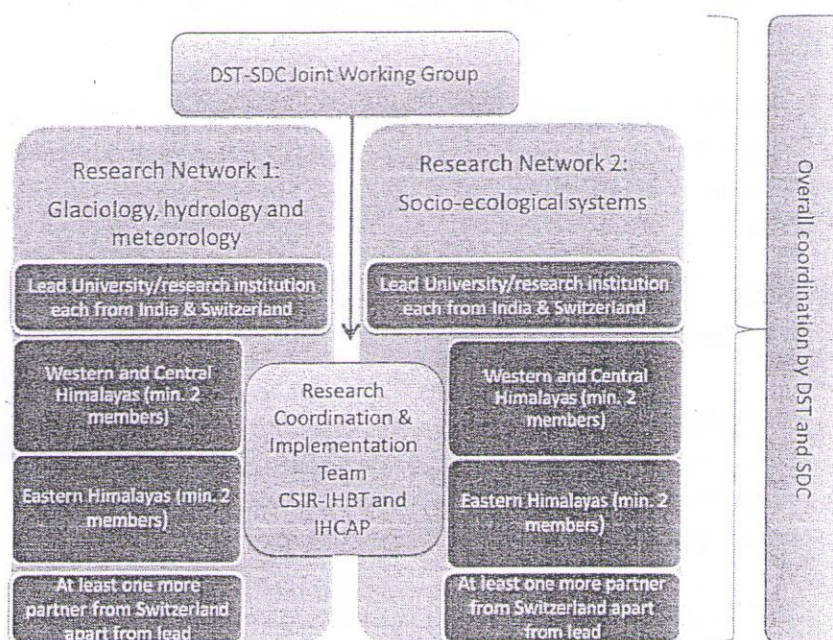 DST-SDC Joint Working Group
Research Network 1:
Glaciology, hydrology and
meteorology
Lead University/research institution
each from India & Switzerland
Western and Central
Himalayas (min. 2
members)
Eastern Himalayas (min. 2
members)
At least one more
partner from Switzerland
apart from lead
Research
Coordination &
Implementation
Team
CSIR-IHBT and
IHCAP
Research Network 2:
Socio-ecological systems
Lead University/research institution
each from India & Switzerland
Western and Central
Himalayas (min. 2
members)
Eastern Himalayas (min. 2
members)
At least one more partner
from Switzerland apart
from lead
Overall coordination by DST and SDC